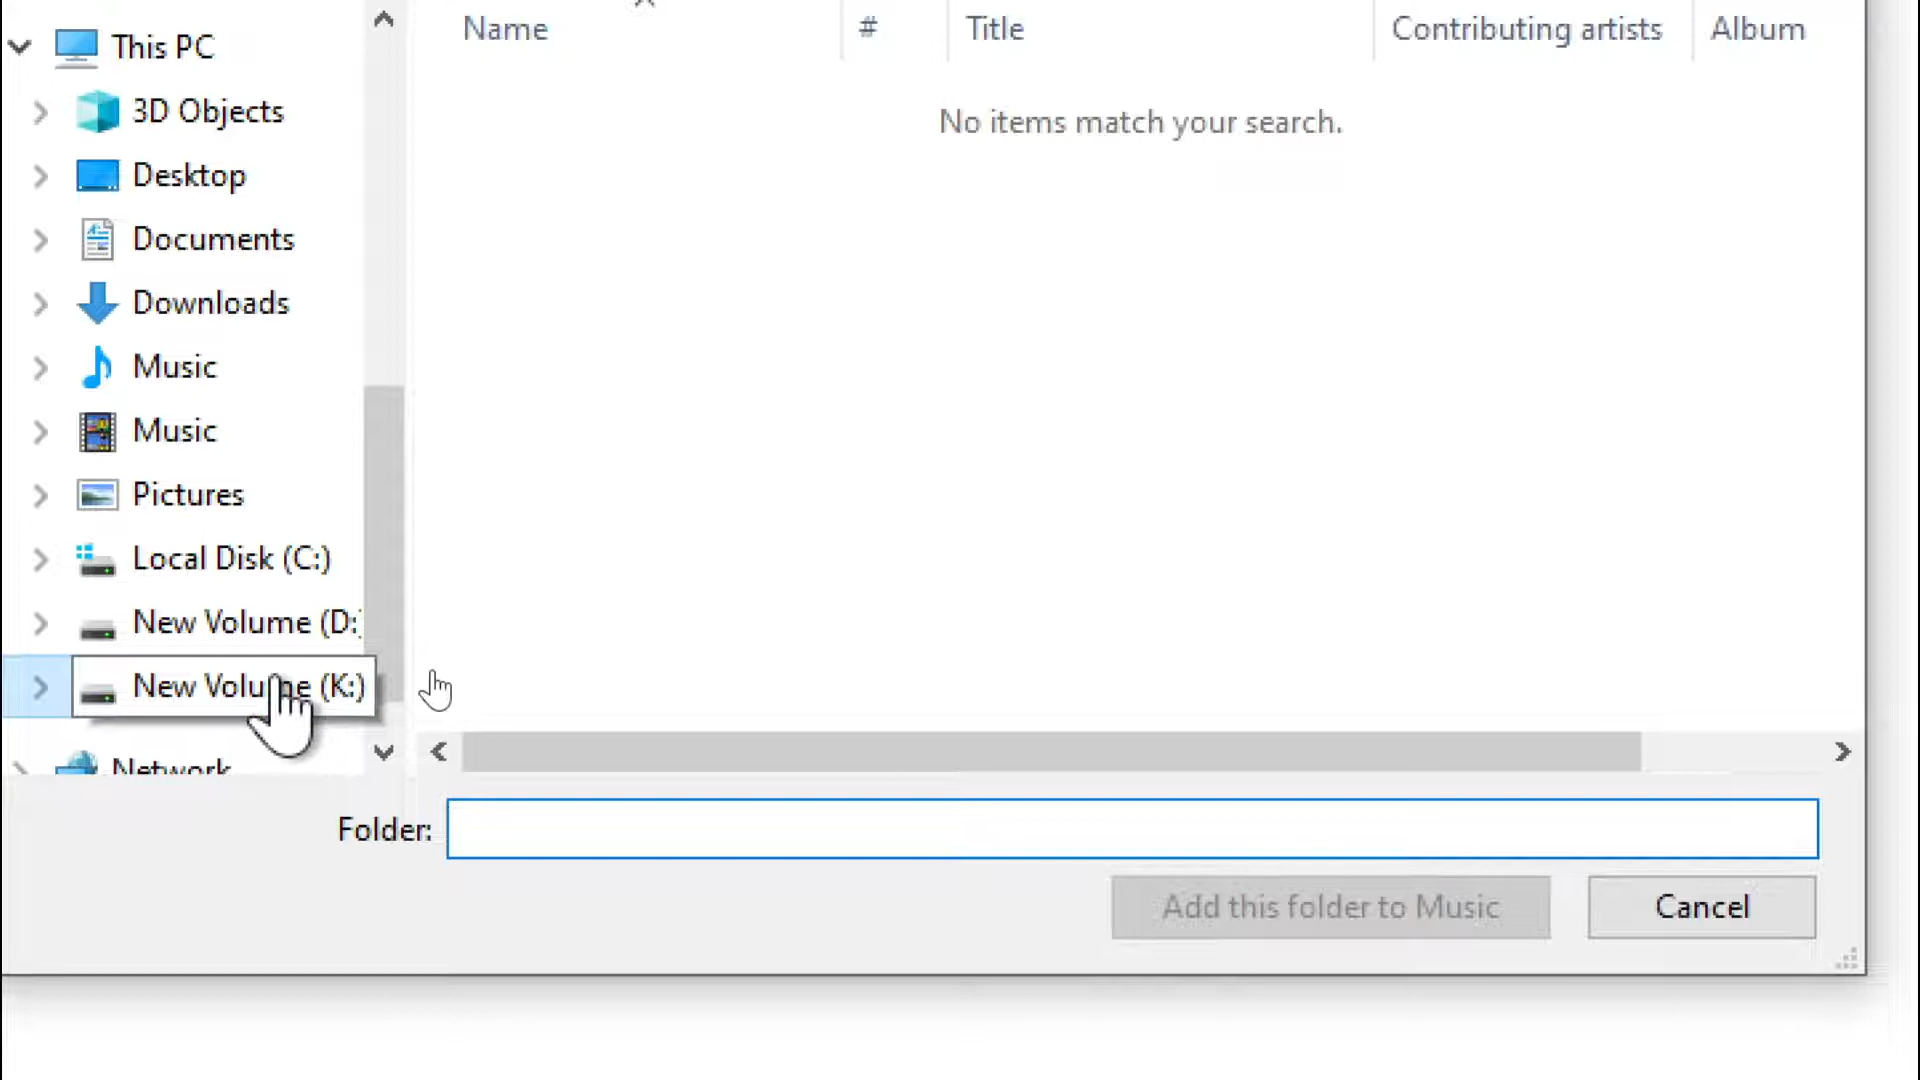 This PC
3D Objects
Desktop
Documents
Downloads
Music
Music
Pictures
Local Disk (C:)
New Volume (D:
New Volume (K:)
Network
Name # Title Contributing artists Album
No items match your search.
Folder:
Add this folder to Music Cancel